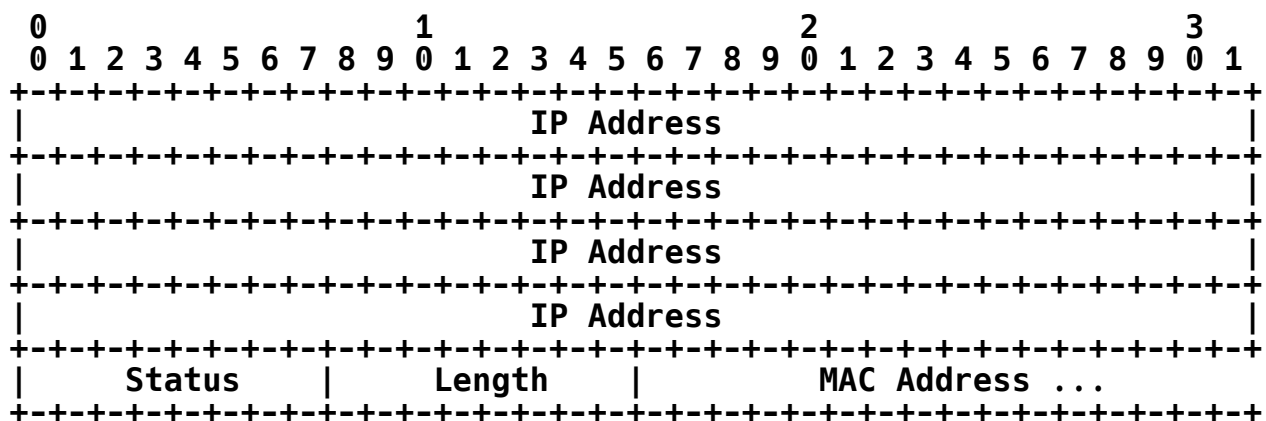 0                   1                   2                   3
 0 1 2 3 4 5 6 7 8 9 0 1 2 3 4 5 6 7 8 9 0 1 2 3 4 5 6 7 8 9 0 1
+-+-+-+-+-+-+-+-+-+-+-+-+-+-+-+-+-+-+-+-+-+-+-+-+-+-+-+-+-+-+-+-+
|                          IP Address                           |
+-+-+-+-+-+-+-+-+-+-+-+-+-+-+-+-+-+-+-+-+-+-+-+-+-+-+-+-+-+-+-+-+
|                          IP Address                           |
+-+-+-+-+-+-+-+-+-+-+-+-+-+-+-+-+-+-+-+-+-+-+-+-+-+-+-+-+-+-+-+-+
|                          IP Address                           |
+-+-+-+-+-+-+-+-+-+-+-+-+-+-+-+-+-+-+-+-+-+-+-+-+-+-+-+-+-+-+-+-+
|                          IP Address                           |
+-+-+-+-+-+-+-+-+-+-+-+-+-+-+-+-+-+-+-+-+-+-+-+-+-+-+-+-+-+-+-+-+
|     Status    |     Length    |         MAC Address ...
+-+-+-+-+-+-+-+-+-+-+-+-+-+-+-+-+-+-+-+-+-+-+-+-+-+-+-+-+-+-+-+-+